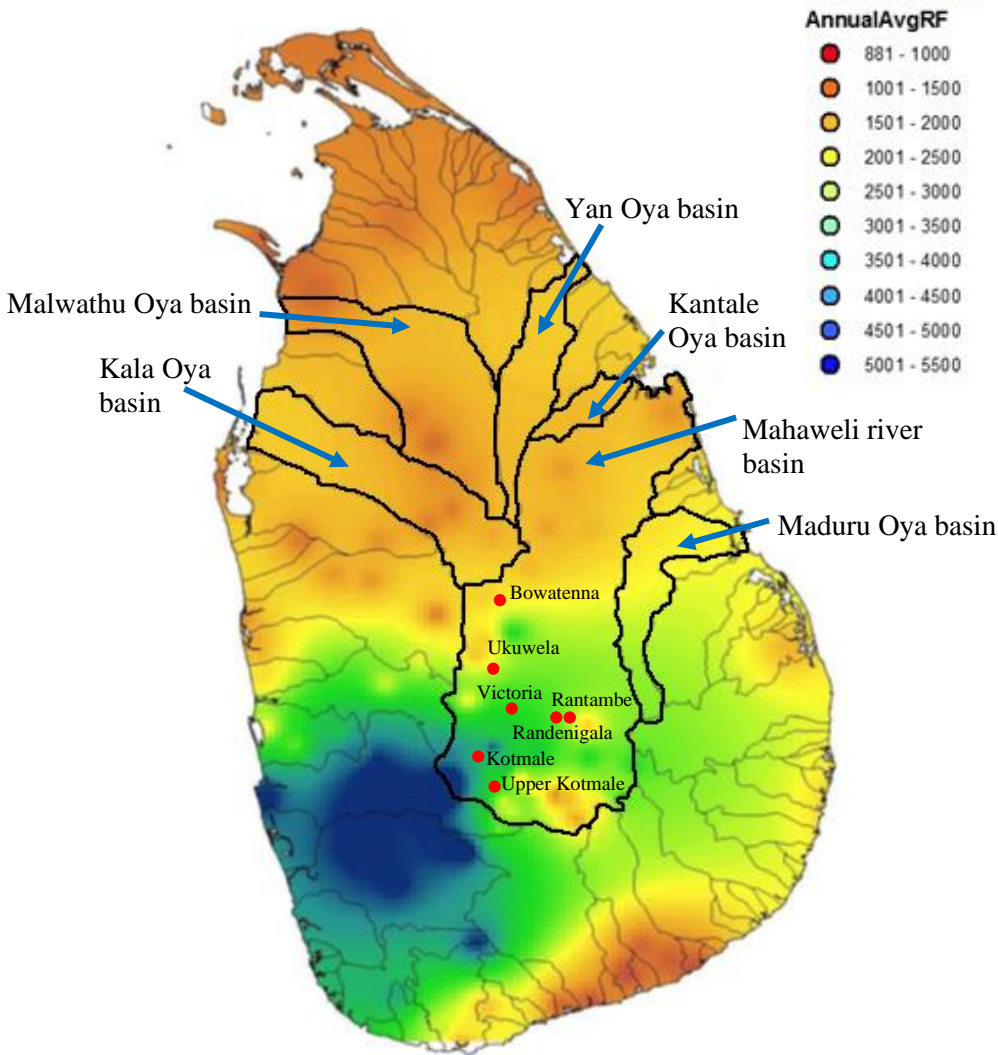 AnnualAvgRF
881 - 1000
1001 - 1500
1501 - 2000
2001 - 2500
2501 - 3000
3001 - 3500
3501 - 4000
4001 - 4500
4501 - 5000
5001 - 5500
Yan Oya basin
Malwathu Oya basin
Kantale
Oya basin
Kala Oya
basin
Mahaweli river
basin
Maduru Oya basin
Bowatenna
Ukuwela
Victoria
Rantambe
Randenigala
Kotmale
Upper Kotmale